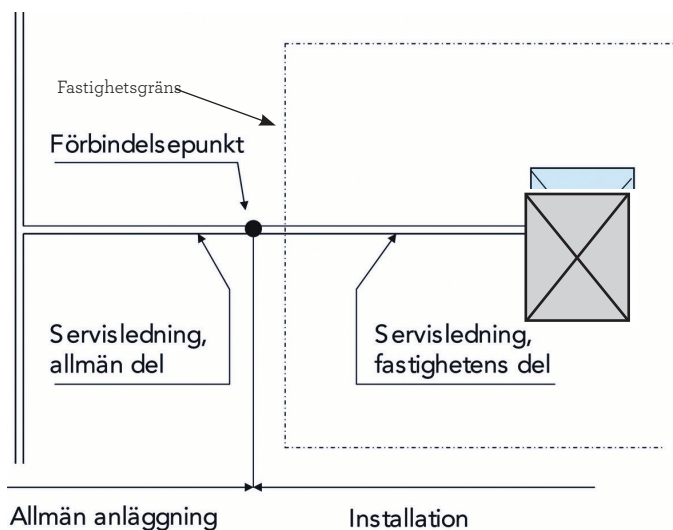 Fastighetsgräns
Förbindelsepunkt
Servisledning,
allmän del
Servisledning,
fastighetens del
Allmän anläggning
Installation